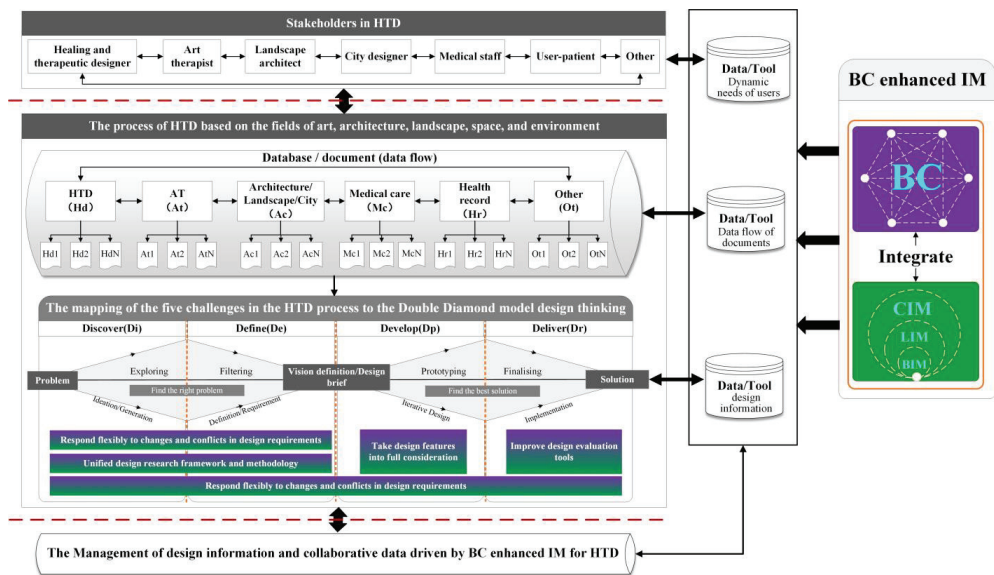 Stakeholders in HTD
Healing and
therapeutic designer
Art
therapist
Landscape
architect
City designer
Medical staff
User-patient
Other
The process of HTD based on the fields of art, architecture, landscape, space, and environment
Database / document (data flow)
HTD
(Hd)
AT
(At)
Architecture/
Landscape/City
(Ac)
Medical care
(Mc)
Health
record
(Hr)
Other
(Ot)
Hd1
Hd2
HdN
At1
At2
AtN
Ac1
Ac2
AcN
Mc1
Mc2
McN
Hr1
Hr2
HrN
Ot1
Ot2
OtN
The mapping of the five challenges in the HTD process to the Double Diamond model design thinking
Discover(Di)
Define(De)
Develop(Dp)
Deliver(Dr)
Exploring
Filtering
Prototyping
Finalising
Problem
Vision definition/Design
brief
Solution
Find the right problem
Find the best solution
Ideation/Generation
Definition/Requirement
Iterative Design
Implementation
Respond flexibly to changes and conflicts in design requirements
Unified design research framework and methodology
Take design features
into full consideration
Improve design evaluation
tools
Respond flexibly to changes and conflicts in design requirements
The Management of design information and collaborative data driven by BC enhanced IM for HTD
Data/Tool
Dynamic
needs of users
Data/Tool
Data flow of
documents
Data/Tool
design
information
BC enhanced IM
BC
Integrate
CIM
LIM
BIM